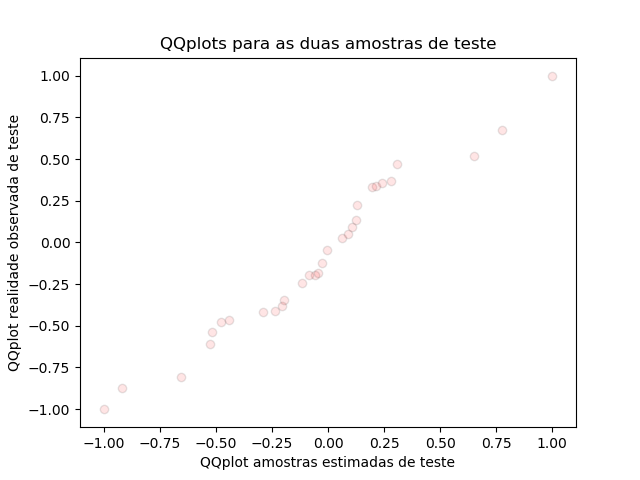 QQplots para as duas amostras de teste
1.00
0.75
0.50
0.25
0.00
−0.25
−0.50
−0.75
−1.00
QQplot realidade observada de teste
−1.00 −0.75 −0.50 −0.25 0.00 0.25 0.50 0.75 1.00
QQplot amostras estimadas de teste